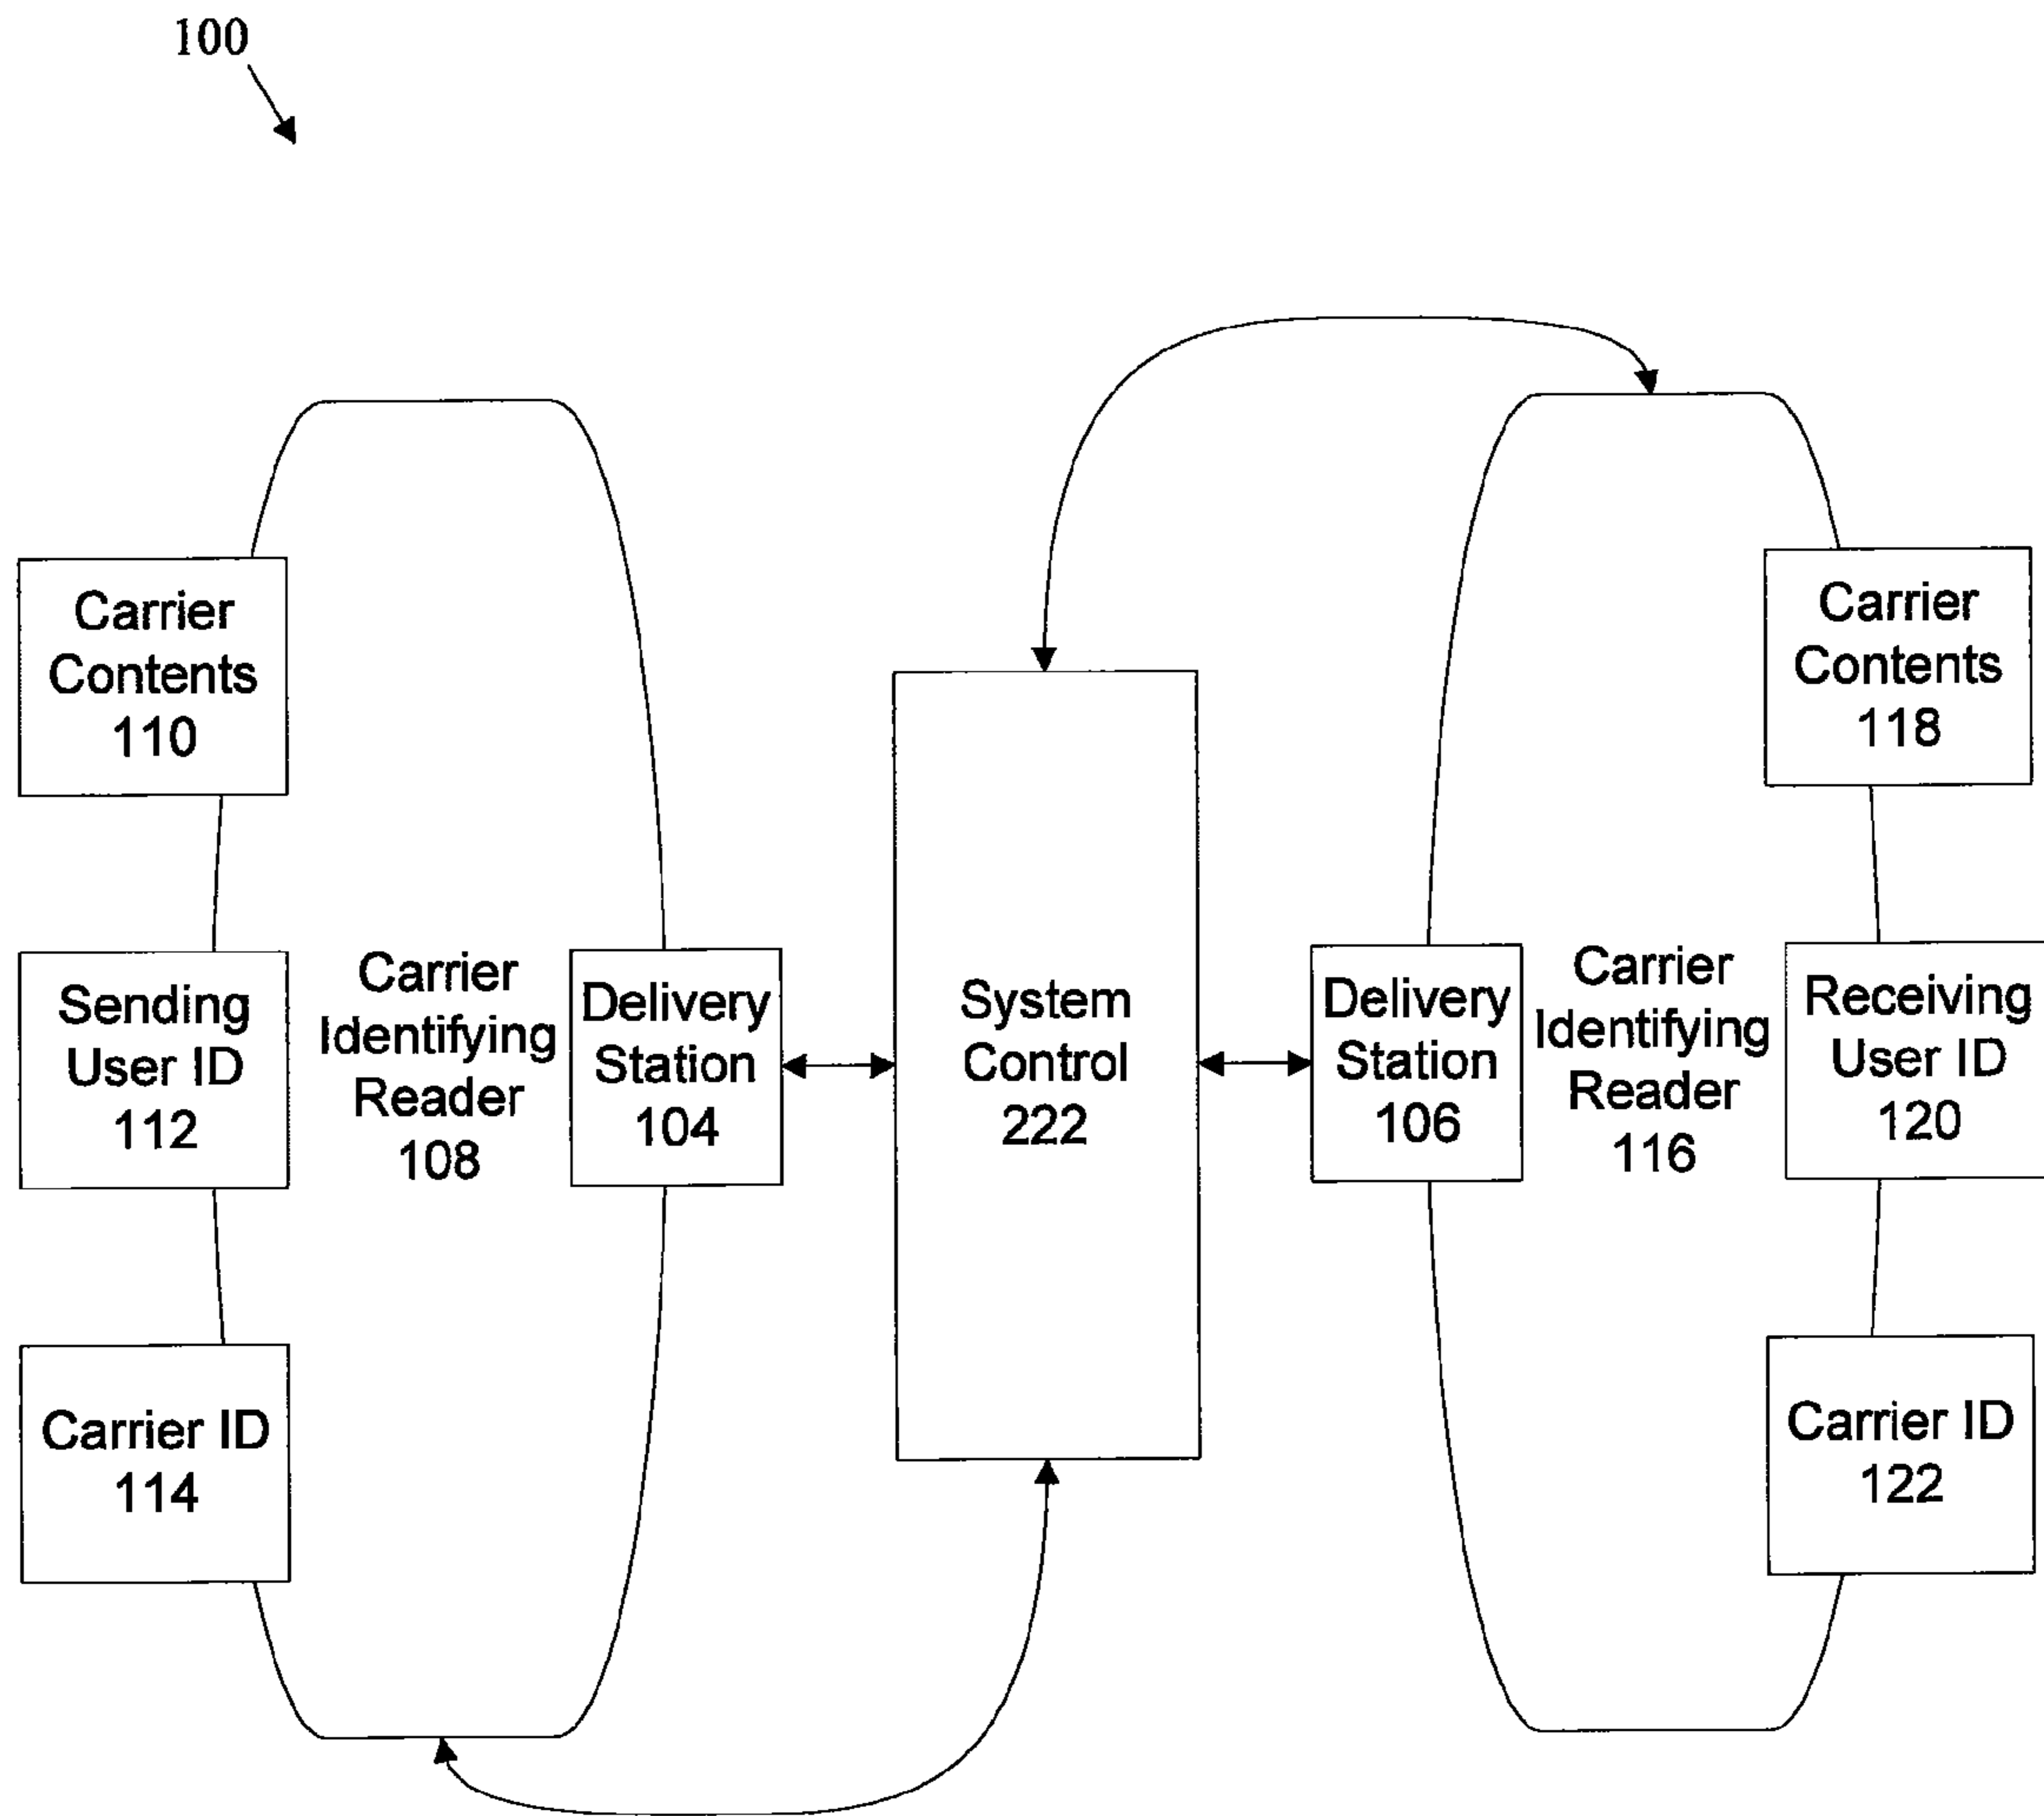 100
Carrier
Contents
110
Sending
User ID
112
Carrier ID
114
Carrier
Identifying
Reader
108
Delivery
Station
104
System
Control
222
Delivery
Station
106
Carrier
Identifying
Reader
116
Carrier
Contents
118
Receiving
User ID
120
Carrier ID
122